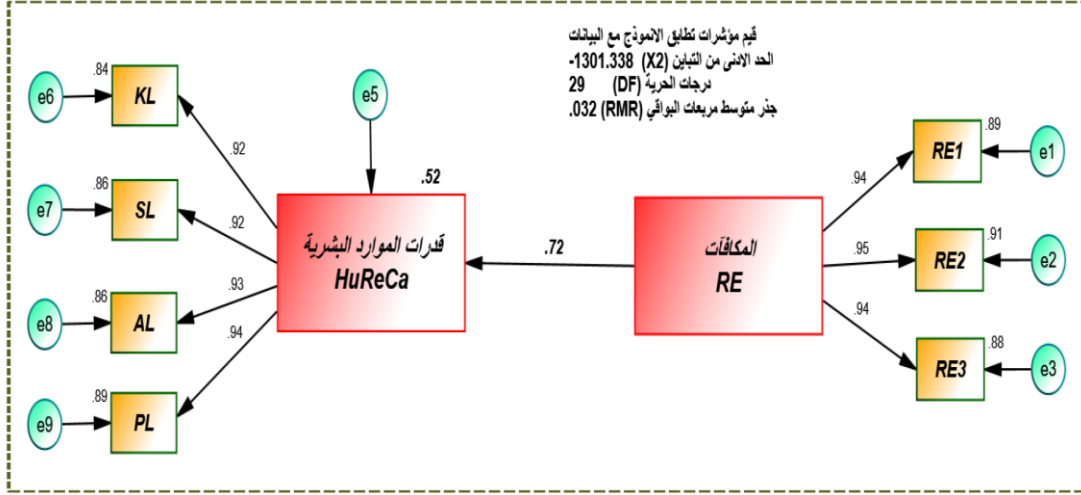 قيم مؤشرات تطابق الانموذج مع البيانات
الحد الادنى من التباين (X2) 1301.338-
درجات الحرية (DF) 29
جذر متوسط مربعات البواقي (RMR) .032
e6
.84
KL
.92
e7
.86
SL
.92
e8
.86
AL
.93
e9
.89
PL
.94
e5
.52
قدرات الموارد البشرية
HuReCa
.72
المكافآت
RE
.94
.89
RE1
e1
.95
.91
RE2
e2
.94
.88
RE3
e3